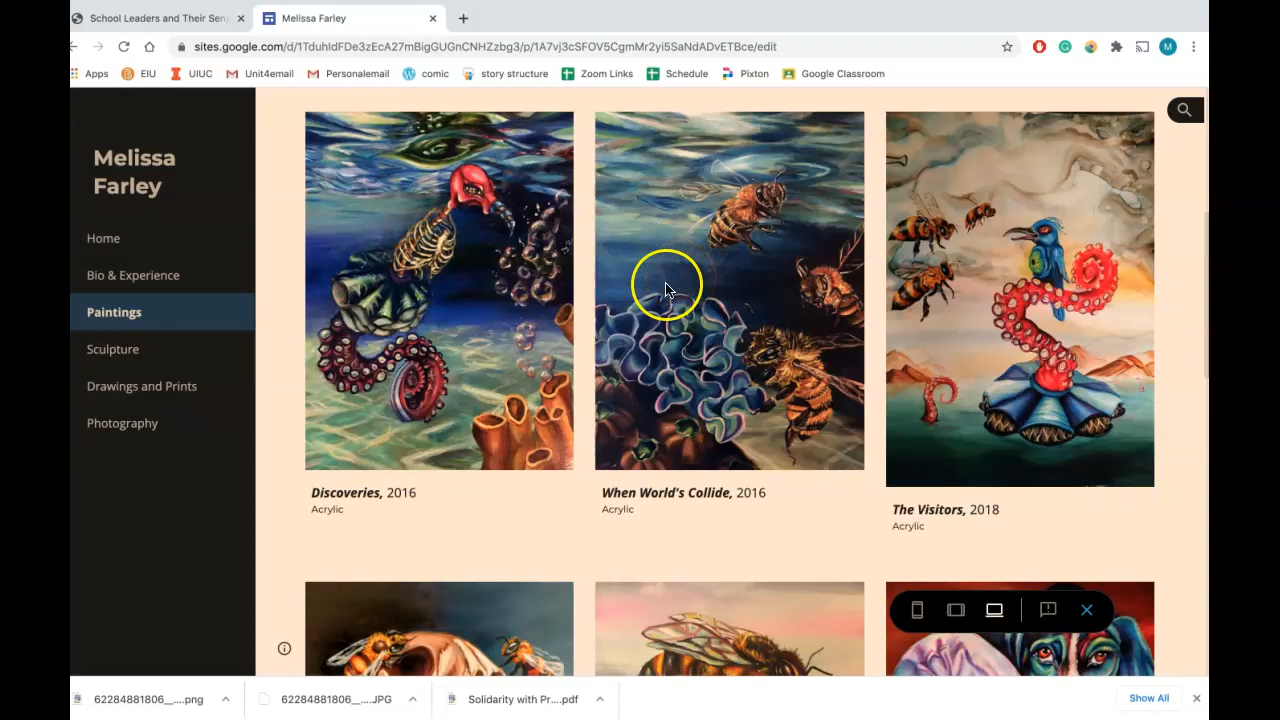 School Leaders and Their Sens
Melissa Farley
sites.google.com/d/1TduhIdFDe3zEcA27mBigGUGnCNHZzbg3/p/1A7vj3cSFOV5CgmMr2yi5SaNdADvETBce/edit
M
Apps EIU UIUC Unit4email Personalemail comic story structure Zoom Links Schedule Pixton Google Classroom
Melissa
Farley
Home
Bio & Experience
Paintings
Sculpture
Drawings and Prints
Photography
Discoveries, 2016
Acrylic
When World's Collide, 2016
Acrylic
The Visitors, 2018
Acrylic
62284881806__....png
62284881806__....JPG
Solidarity with Pr....pdf
Show All